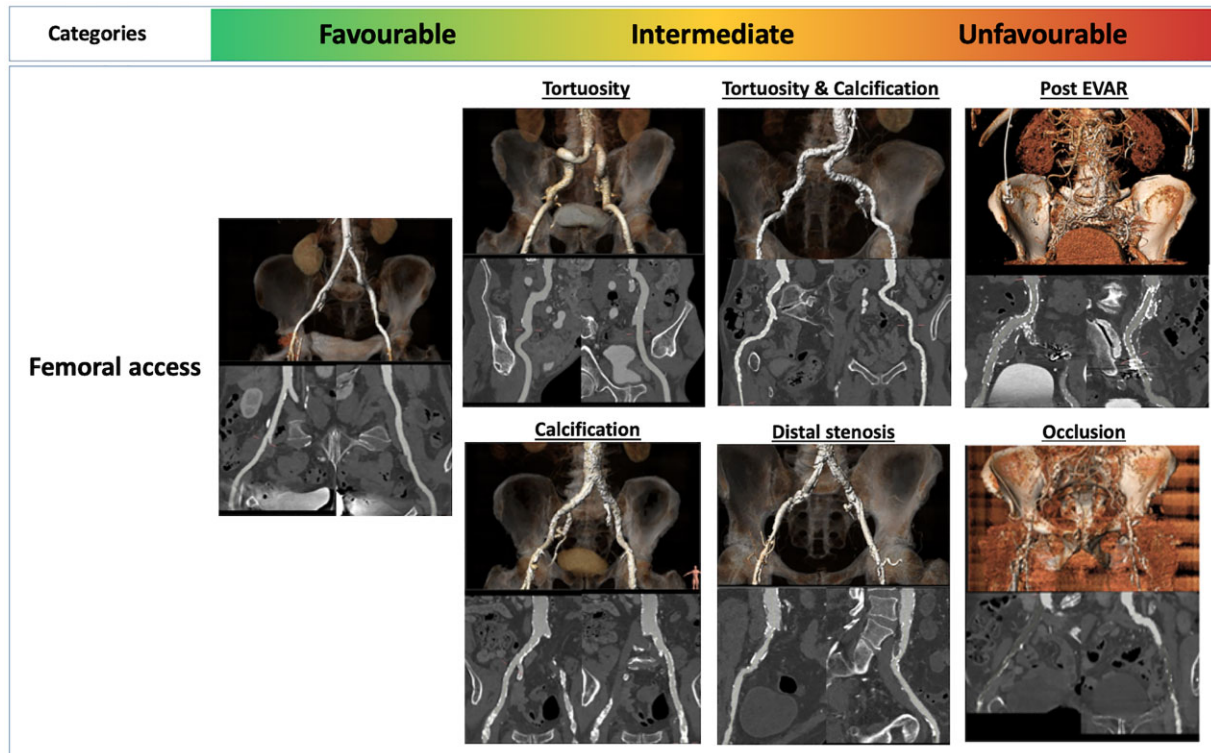 Categories
Favourable
Intermediate
Unfavourable
Femoral access
Tortuosity
Tortuosity & Calcification
Post EVAR
Calcification
Distal stenosis
Occlusion